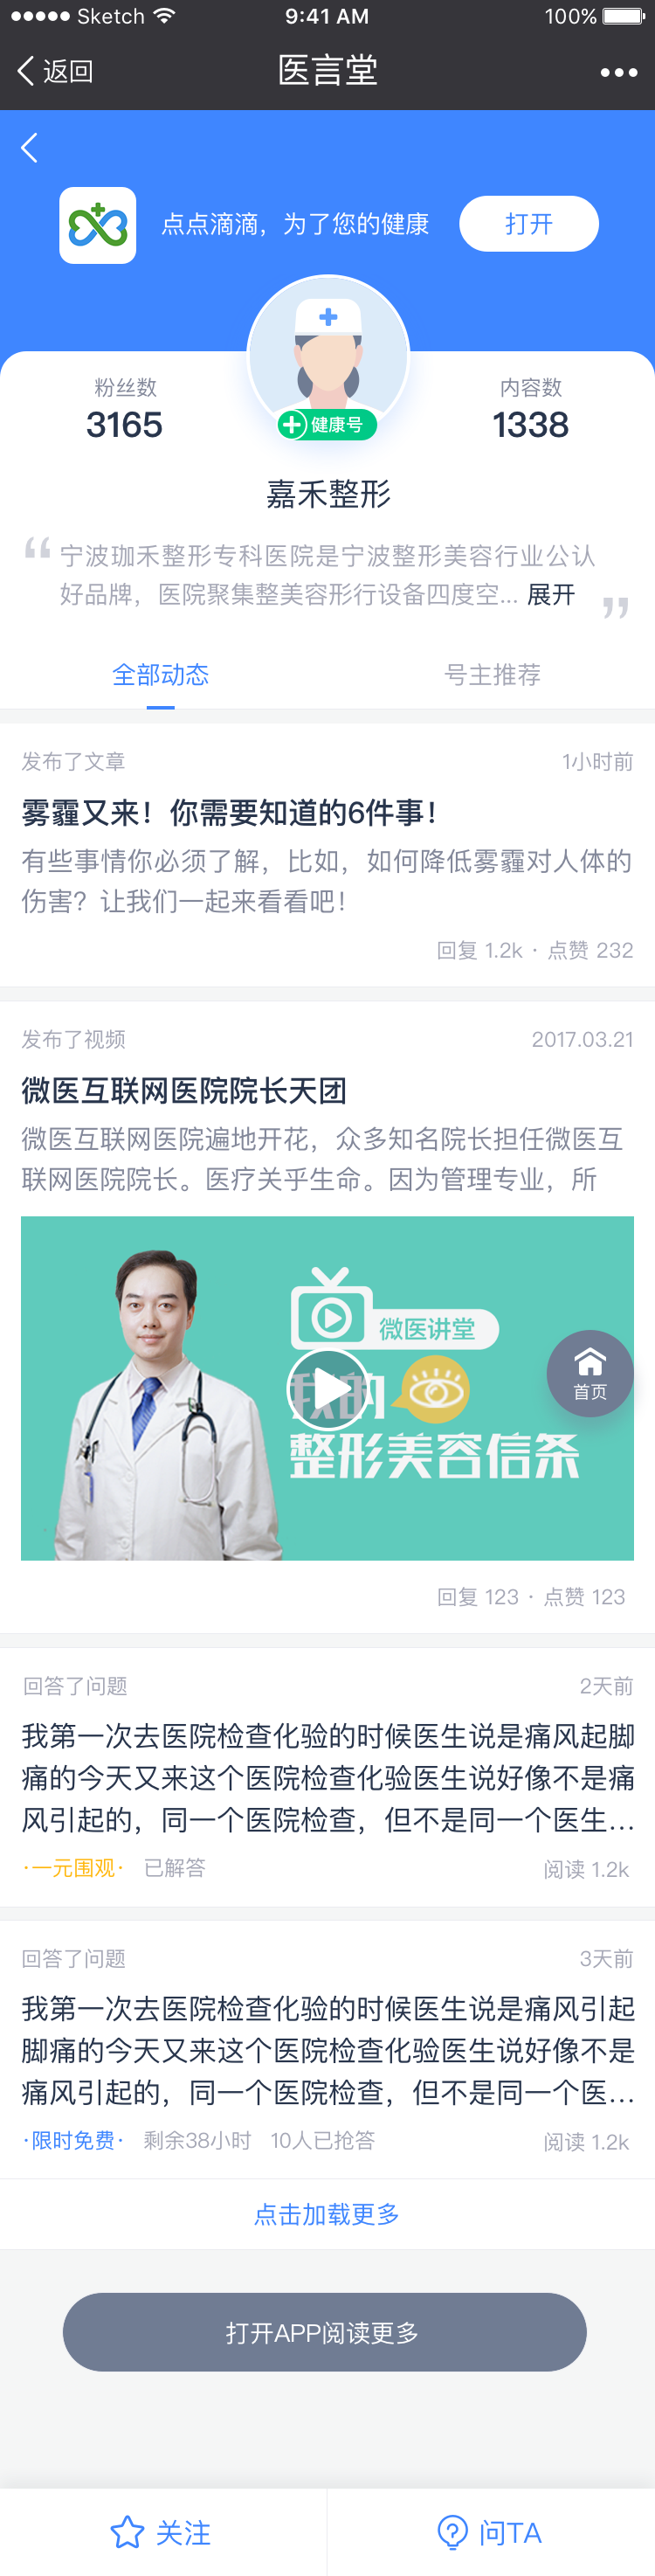 Sketch 9:41 AM 100%
返回 医言堂
点点滴滴，为了您的健康 打开
粉丝数 内容数
3165 1338
健康号
嘉禾整形
“ 宁波珈禾整形专科医院是宁波整形美容行业公认
好品牌，医院聚集整美容形行设备四度空... 展开 ”
全部动态 号主推荐
发布了文章 1小时前
雾霾又来！你需要知道的6件事！
有些事情你必须了解，比如，如何降低雾霾对人体的
伤害？让我们一起来看看吧！
回复 1.2k · 点赞 232
发布了视频 2017.03.21
微医互联网医院院长天团
微医互联网医院遍地开花，众多知名院长担任微医互
联网医院院长。医疗关乎生命。因为管理专业，所
微医讲堂
我的
首页
整形美容信条
回复 123 · 点赞 123
回答了问题 2天前
我第一次去医院检查化验的时候医生说是痛风起脚
痛的今天又来这个医院检查化验医生说好像不是痛
风引起的，同一个医院检查，但不是同一个医生...
·一元围观· 已解答 阅读 1.2k
回答了问题 3天前
我第一次去医院检查化验的时候医生说是痛风引起
脚痛的今天又来这个医院检查化验医生说好像不是
痛风引起的，同一个医院检查，但不是同一个医...
·限时免费· 剩余38小时 10人已抢答 阅读 1.2k
点击加载更多
打开APP阅读更多
关注 问TA